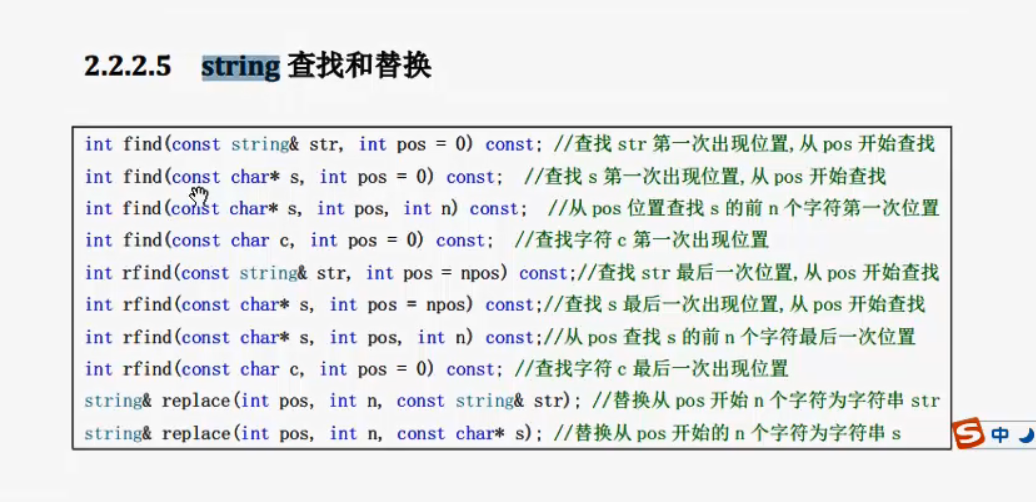 2.2.2.5 string 查找和替换
int find(const string& str, int pos = 0) const; //查找 str 第一次出现位置,从 pos 开始查找
int find(const char* s, int pos = 0) const; //查找 s 第一次出现位置,从 pos 开始查找
int find(const char* s, int pos, int n) const; //从 pos 位置查找 s 的前 n 个字符第一次位置
int find(const char c, int pos = 0) const; //查找字符 c 第一次出现位置
int rfind(const string& str, int pos = npos) const;//查找 str 最后一次位置,从 pos 开始查找
int rfind(const char* s, int pos = npos) const;//查找 s 最后一次出现位置,从 pos 开始查找
int rfind(const char* s, int pos, int n) const;//从 pos 查找 s 的前 n 个字符最后一次位置
int rfind(const char c, int pos = 0) const; //查找字符 c 最后一次出现位置
string& replace(int pos, int n, const string& str); //替换从 pos 开始 n 个字符为字符串 str
string& replace(int pos, int n, const char* s); //替换从 pos 开始的 n 个字符为字符串 s
S 中